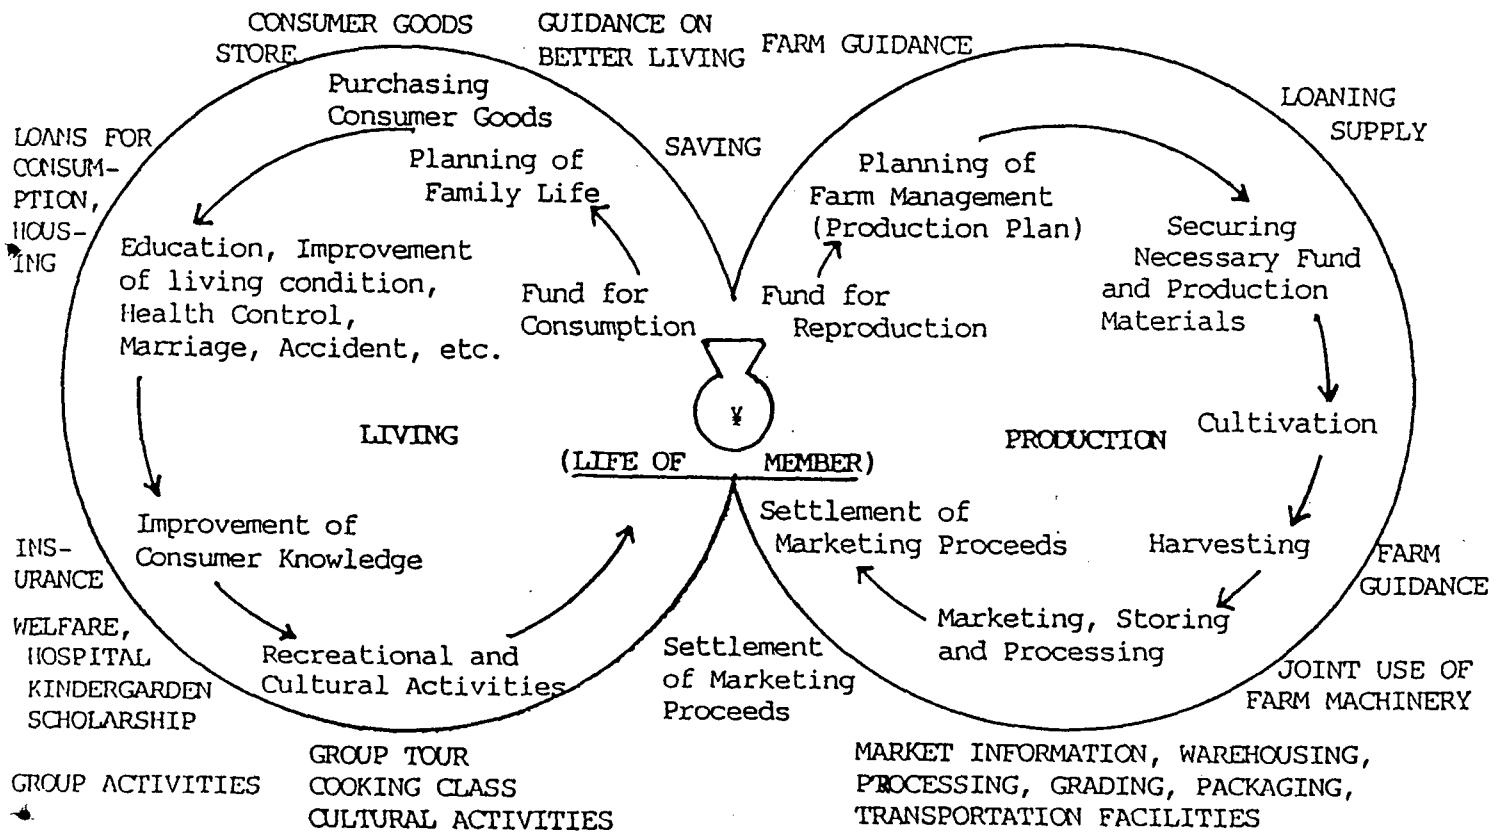 CONSUMER GOODS
STORE
GUIDANCE ON
BETTER LIVING
FARM GUIDANCE
LOANING
SUPPLY
SAVING
LOANS FOR
CONSUM-
PTION,
HOUS-
ING
Purchasing
Consumer Goods
Planning of
Family Life
Education, Improvement
of living condition,
Health Control,
Marriage, Accident, etc.
Fund for
Consumption
LIVING
Improvement of
Consumer Knowledge
Recreational and
Cultural Activities
Fund for
Reproduction
Planning of
Farm Management
(Production Plan)
Securing
Necessary Fund
and Production
Materials
Cultivation
PRODUCTION
Harvesting
Marketing, Storing
and Processing
Settlement of
Marketing Proceeds
¥
(LIFE OF MEMBER)
INS-
URANCE
WELFARE,
HOSPITAL
KINDERGARDEN
SCHOLARSHIP
GROUP ACTIVITIES
GROUP TOUR
COOKING CLASS
CULTURAL ACTIVITIES
Settlement
of Marketing
Proceeds
FARM
GUIDANCE
JOINT USE OF
FARM MACHINERY
MARKET INFORMATION, WAREHOUSING,
PROCESSING, GRADING, PACKAGING,
TRANSPORTATION FACILITIES